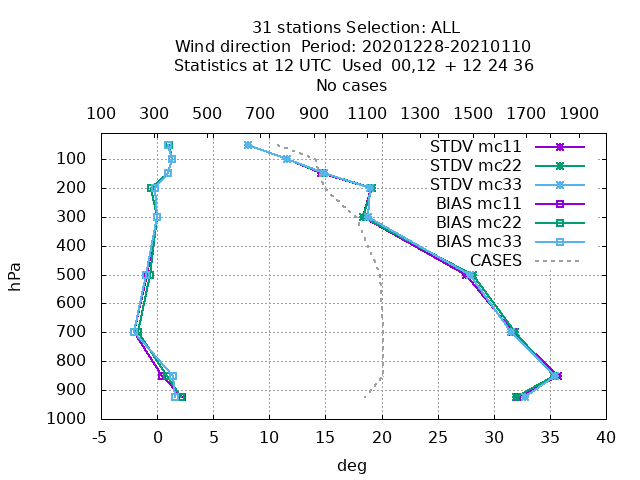 31 stations Selection: ALL
Wind direction  Period: 20201228-20210110
Statistics at 12 UTC  Used  00,12  + 12 24 36
No cases
100 300 500 700 900 1100 1300 1500 1700 1900
STDV mc11
STDV mc22
STDV mc33
BIAS mc11
BIAS mc22
BIAS mc33
CASES
hPa
100
200
300
400
500
600
700
800
900
1000
-5 0 5 10 15 20 25 30 35 40
deg